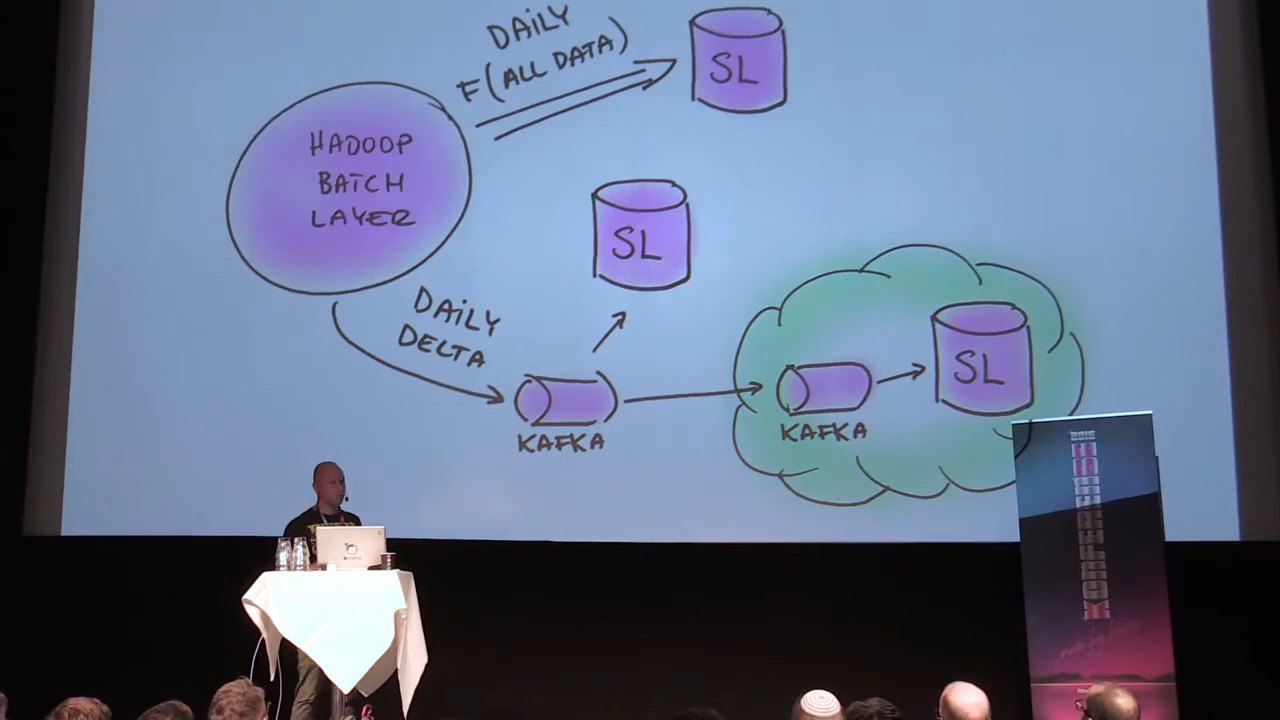 DAiLY
F(ALL DATA)
SL
HADOOP
BATCH
LAYER
SL
DAiLY
DELTA
KAFKA
KAFKA
SL